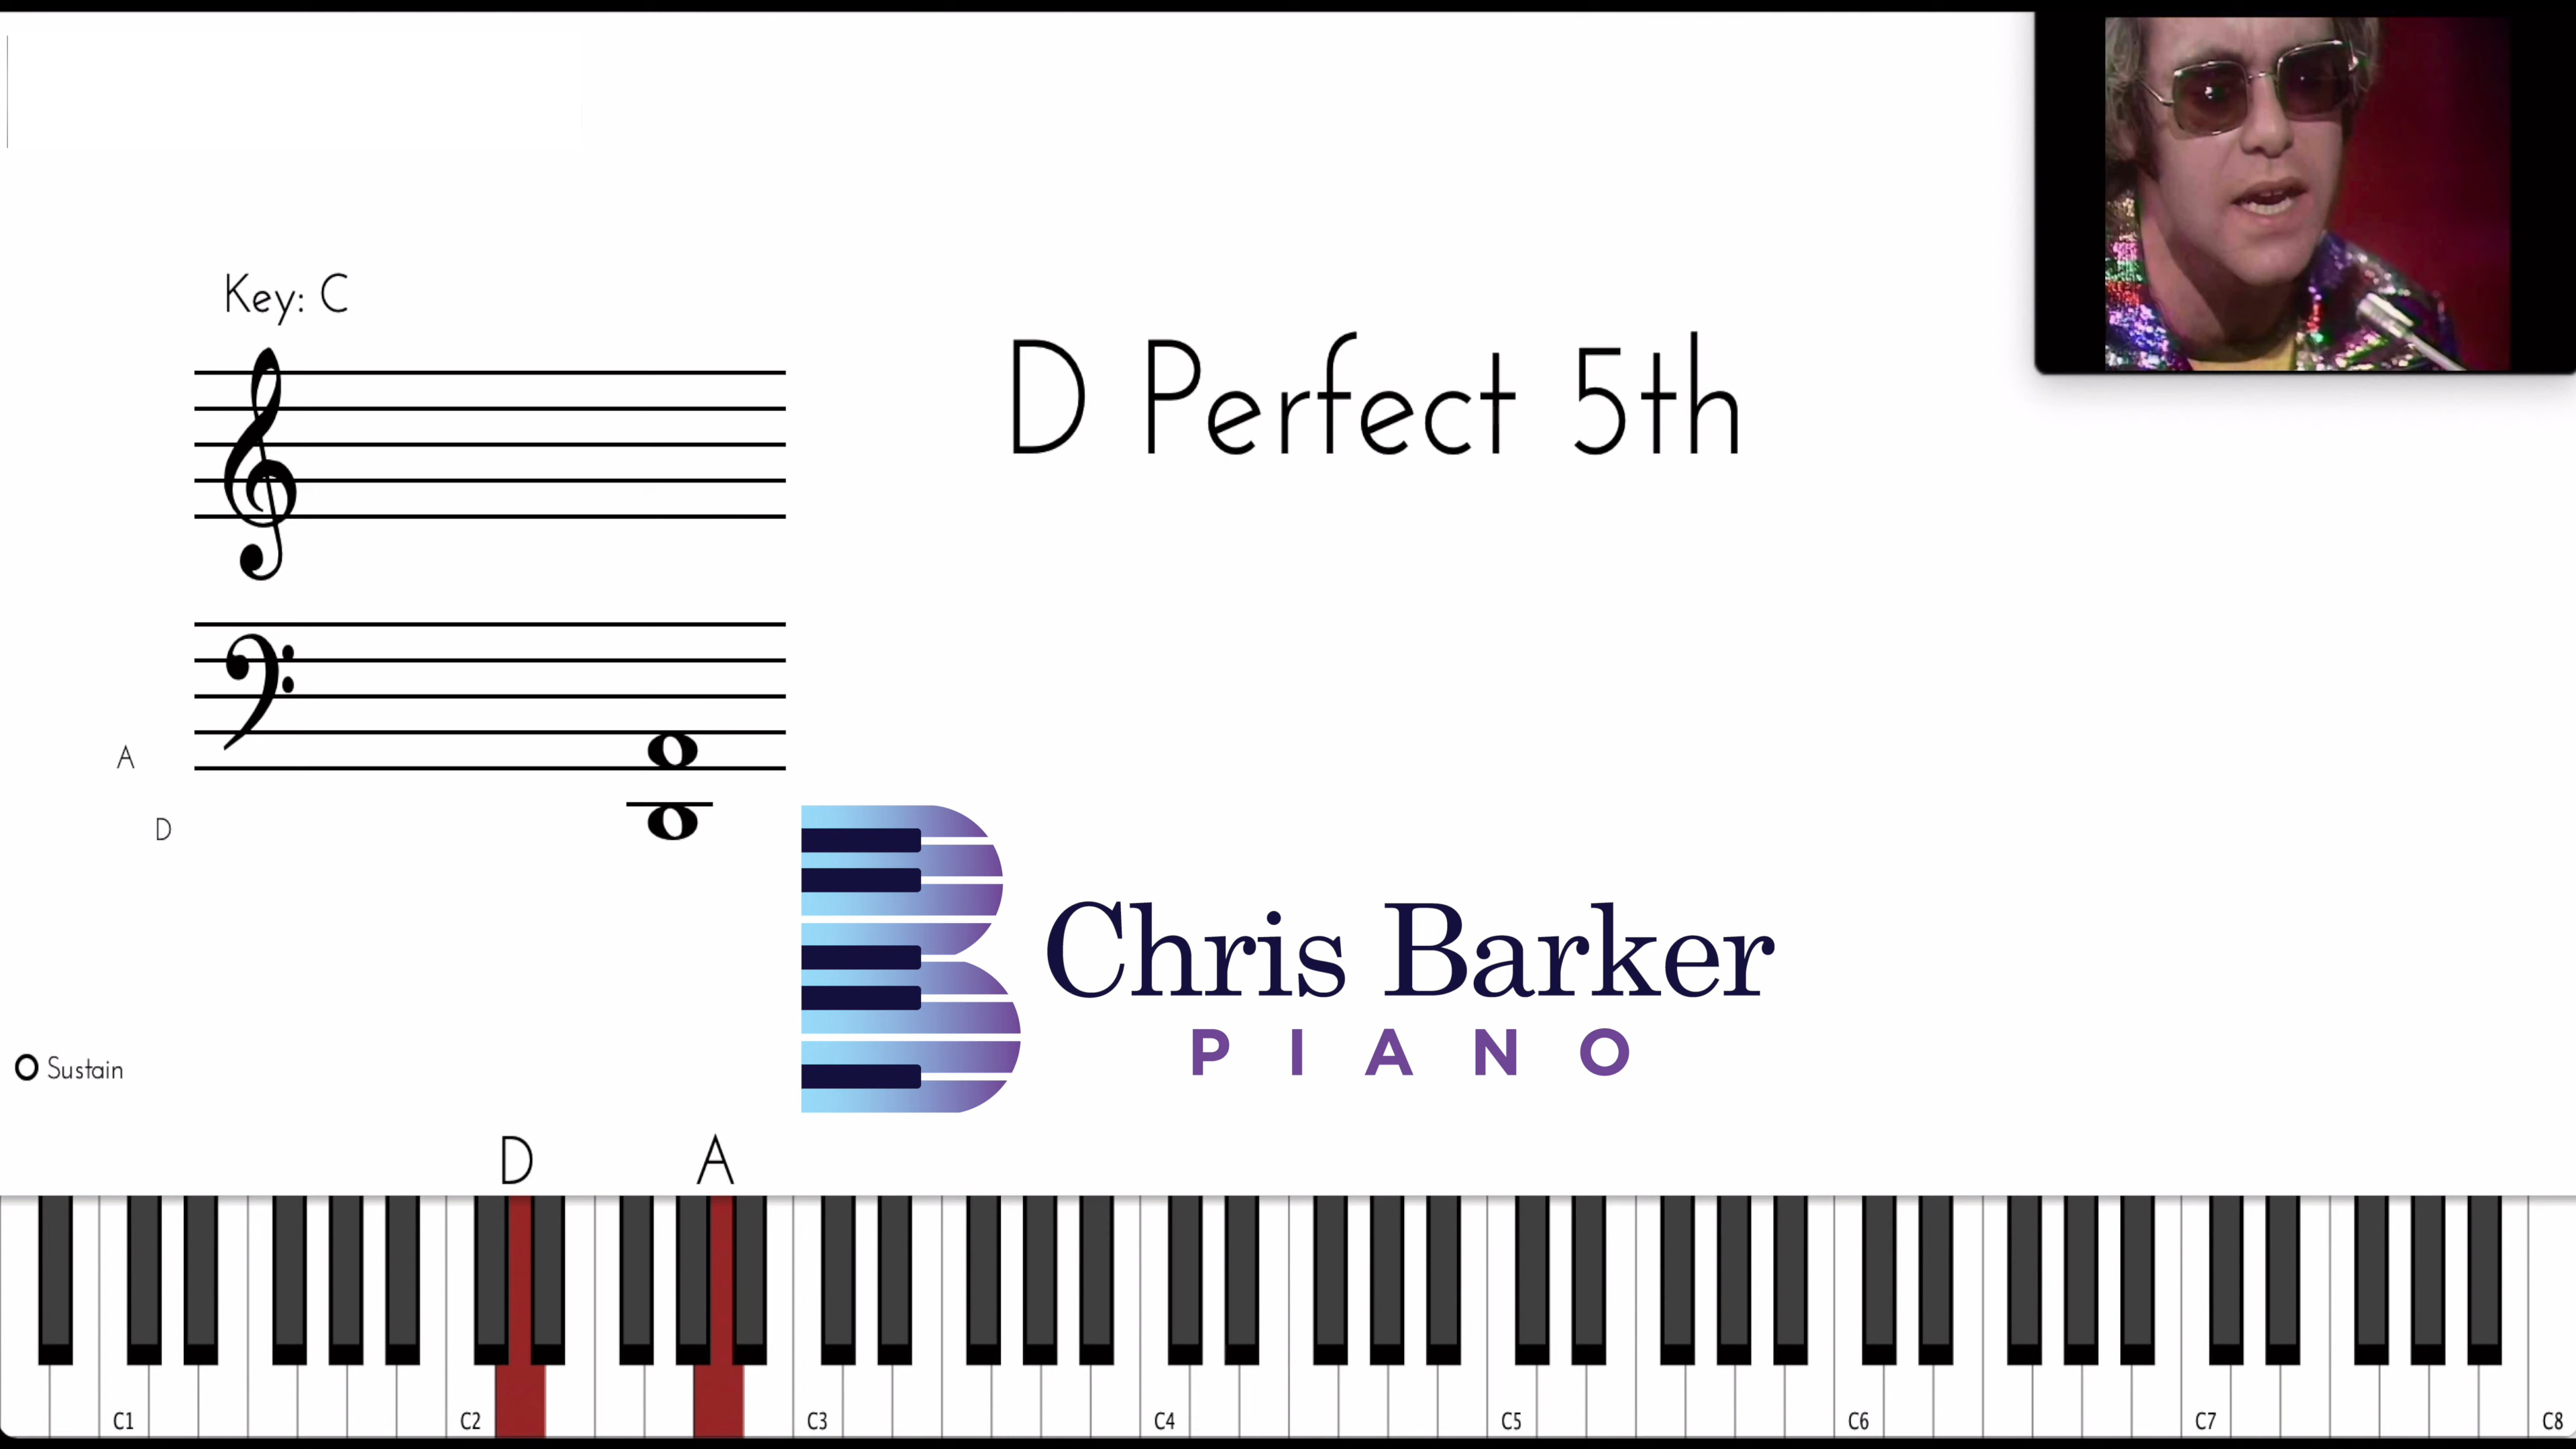 Key: C
D Perfect 5th
A
D
Chris Barker
PIANO
Sustain
D A
C1 C2 C3 C4 C5 C6 C7 C8